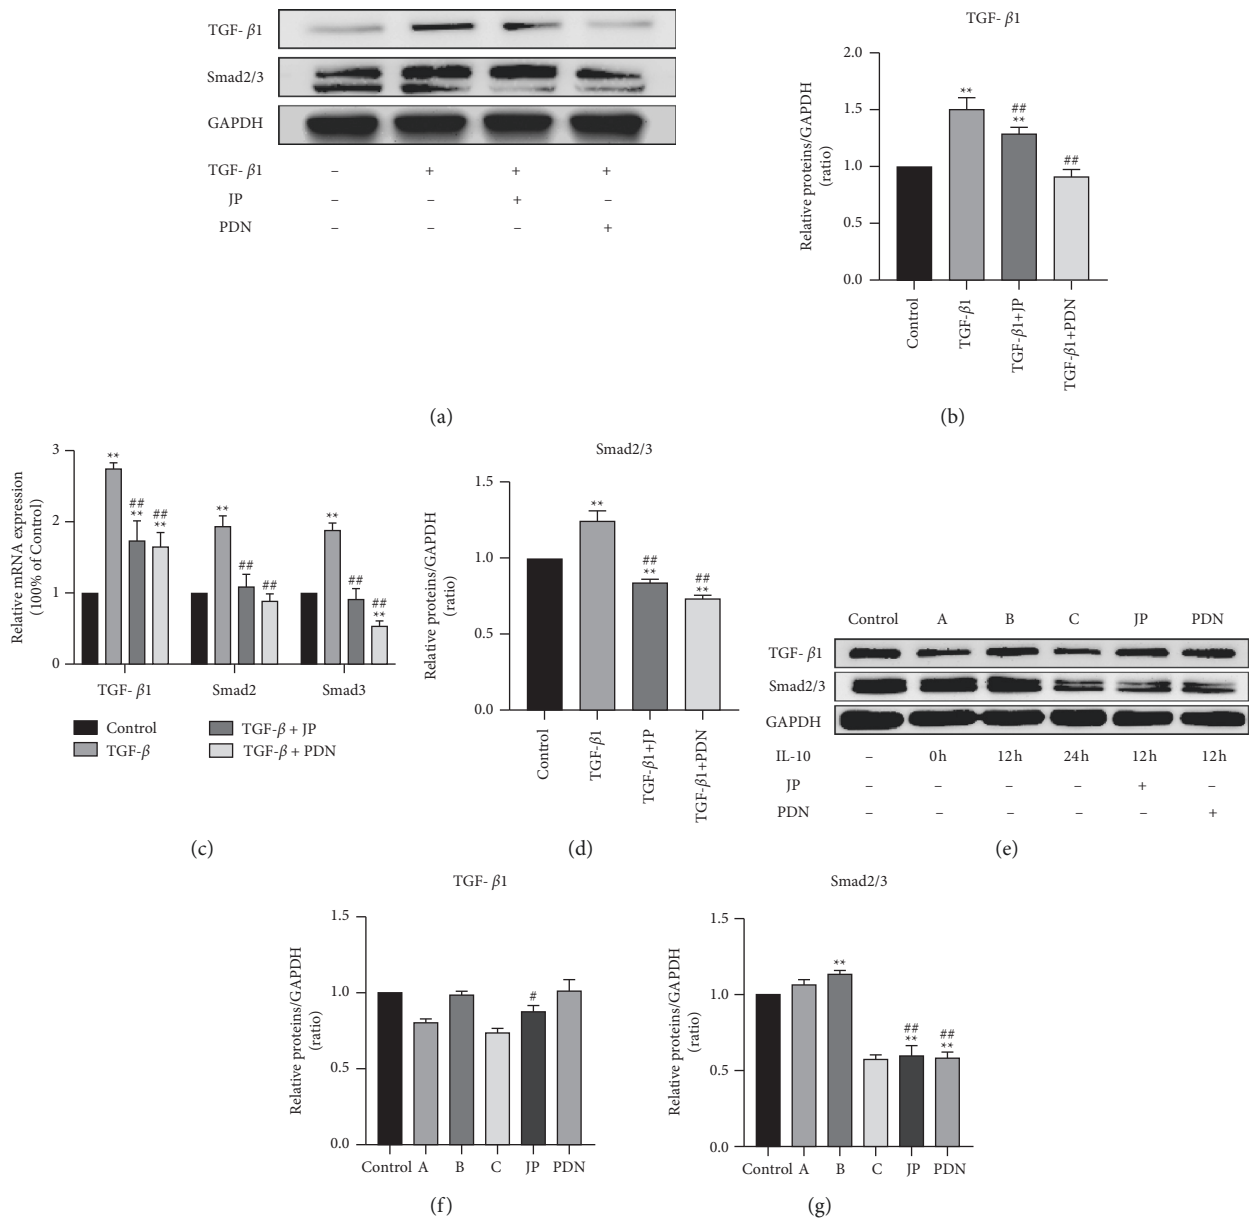 TGF- β1
Smad2/3
GAPDH
TGF- β1 – + + +
JP – – + –
PDN – – – +
(a)
TGF- β1
Relative proteins/GAPDH
(ratio)
2.0
1.5
1.0
0.5
0.0
**
##
**
##
Control
TGF-β1
TGF-β1+JP
TGF-β1+PDN
(b)
Relative mRNA expression
(100% of Control)
3
2
1
0
**
##
**
##
**
**
##
##
**
##
##
**
TGF- β1 Smad2 Smad3
Control
TGF-β
TGF-β + JP
TGF-β + PDN
(c)
Smad2/3
Relative proteins/GAPDH
(ratio)
1.5
1.0
0.5
0.0
**
##
**
##
**
Control
TGF-β1
TGF-β1+JP
TGF-β1+PDN
(d)
Control A B C JP PDN
TGF- β1
Smad2/3
GAPDH
IL-10 – 0h 12h 24h 12h 12h
JP – – – – + –
PDN – – – – – +
(e)
TGF- β1
Relative proteins/GAPDH
(ratio)
1.5
1.0
0.5
0.0
#
Control A B C JP PDN
(f)
Smad2/3
Relative proteins/GAPDH
(ratio)
1.5
1.0
0.5
0.0
**
##
**
##
**
Control A B C JP PDN
(g)